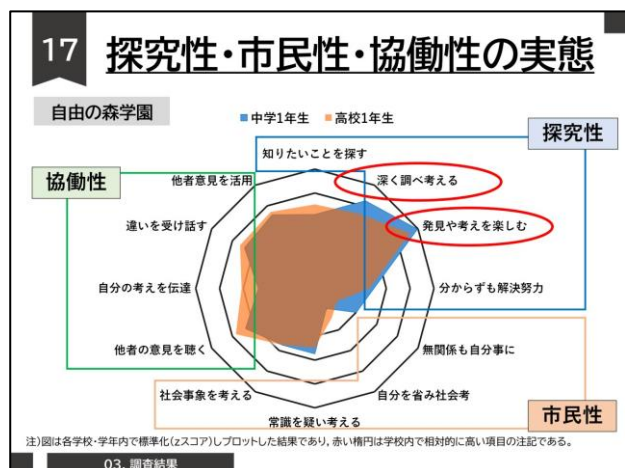 17
探究性・市民性・協働性の実態
自由の森学園
■中学1年生 ■高校1年生
探究性
協働性
知りたいことを探す
他者意見を活用
深く調べ考える
違いを受け話す
発見や考えを楽しむ
自分の考えを伝達
分からずも解決努力
他者の意見を聴く
無関係も自分事に
社会事象を考える
自分を省み社会考
常識を疑い考える
市民性
注)図は各学校・学年内で標準化(zスコア)しプロットした結果であり、赤い楕円は学校内で相対的に高い項目の注記である。
03. 調査結果